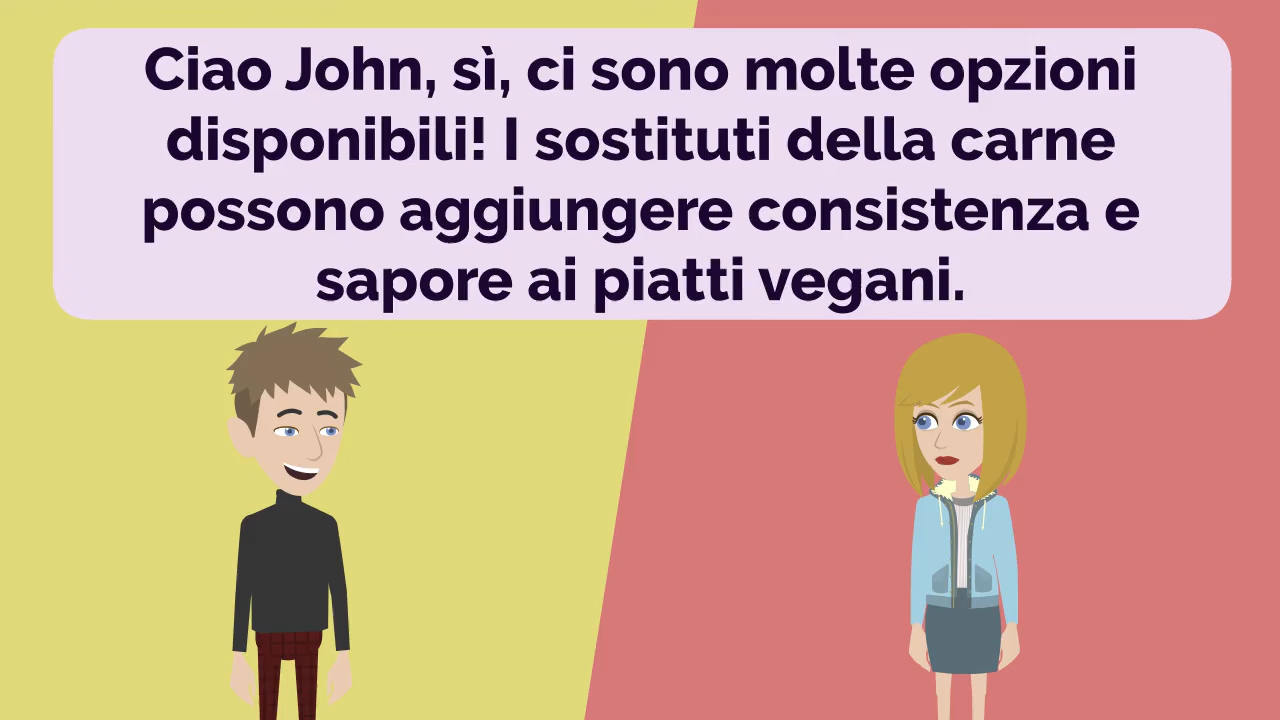 Ciao John, sì, ci sono molte opzioni
disponibili! I sostituti della carne
possono aggiungere consistenza e
sapore ai piatti vegani.